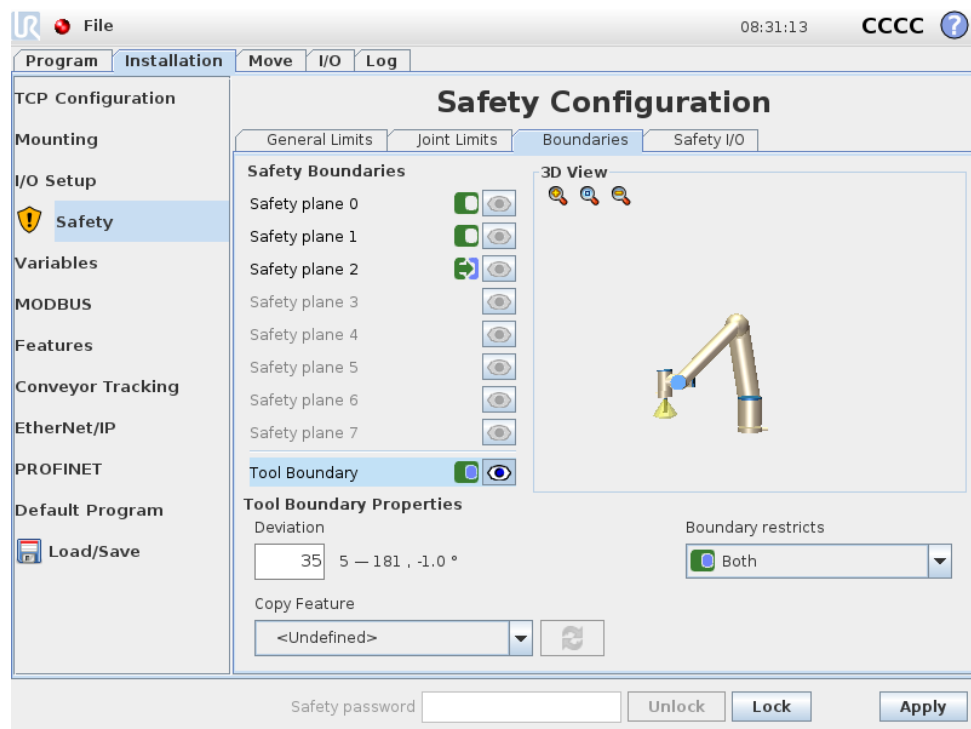 UR File 08:31:13 CCCC ?
Program Installation Move I/O Log
TCP Configuration
Mounting
I/O Setup
Safety
Variables
MODBUS
Features
Conveyor Tracking
EtherNet/IP
PROFINET
Default Program
Load/Save
Safety Configuration
General Limits Joint Limits Boundaries Safety I/O
Safety Boundaries
Safety plane 0
Safety plane 1
Safety plane 2
Safety plane 3
Safety plane 4
Safety plane 5
Safety plane 6
Safety plane 7
Tool Boundary
3D View
Tool Boundary Properties
Deviation
35 5 — 181 , -1.0 °
Boundary restricts
Both
Copy Feature
<Undefined>
Safety password Unlock Lock Apply